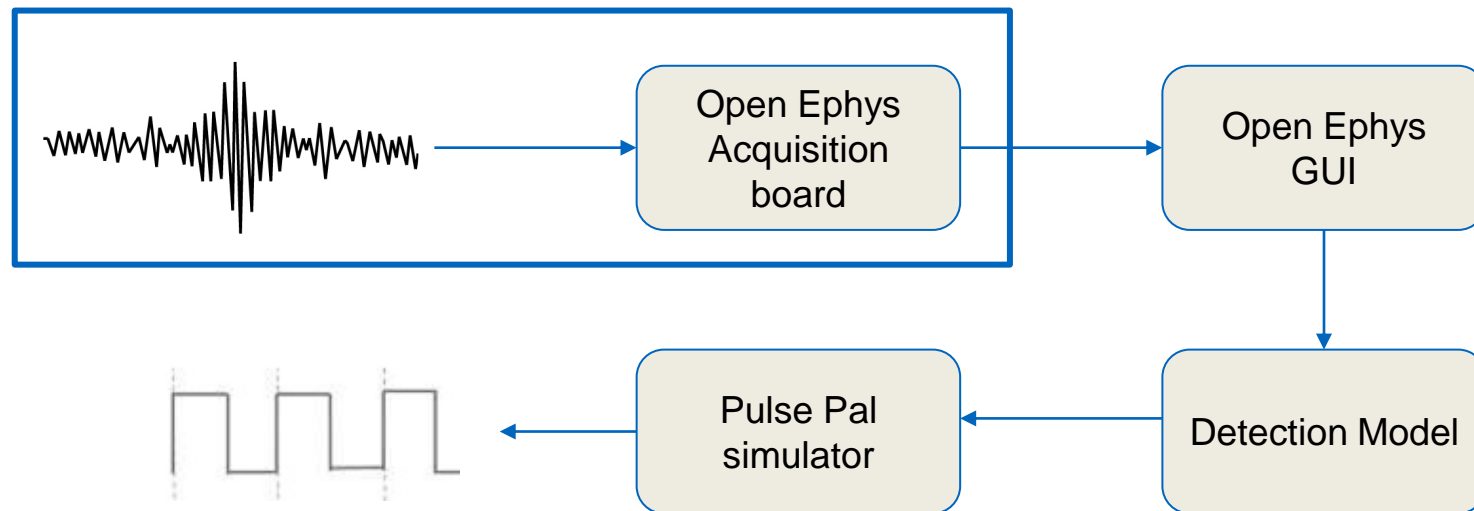 Open Ephys
Acquisition
board
Open Ephys
GUI
Pulse Pal
simulator
Detection Model